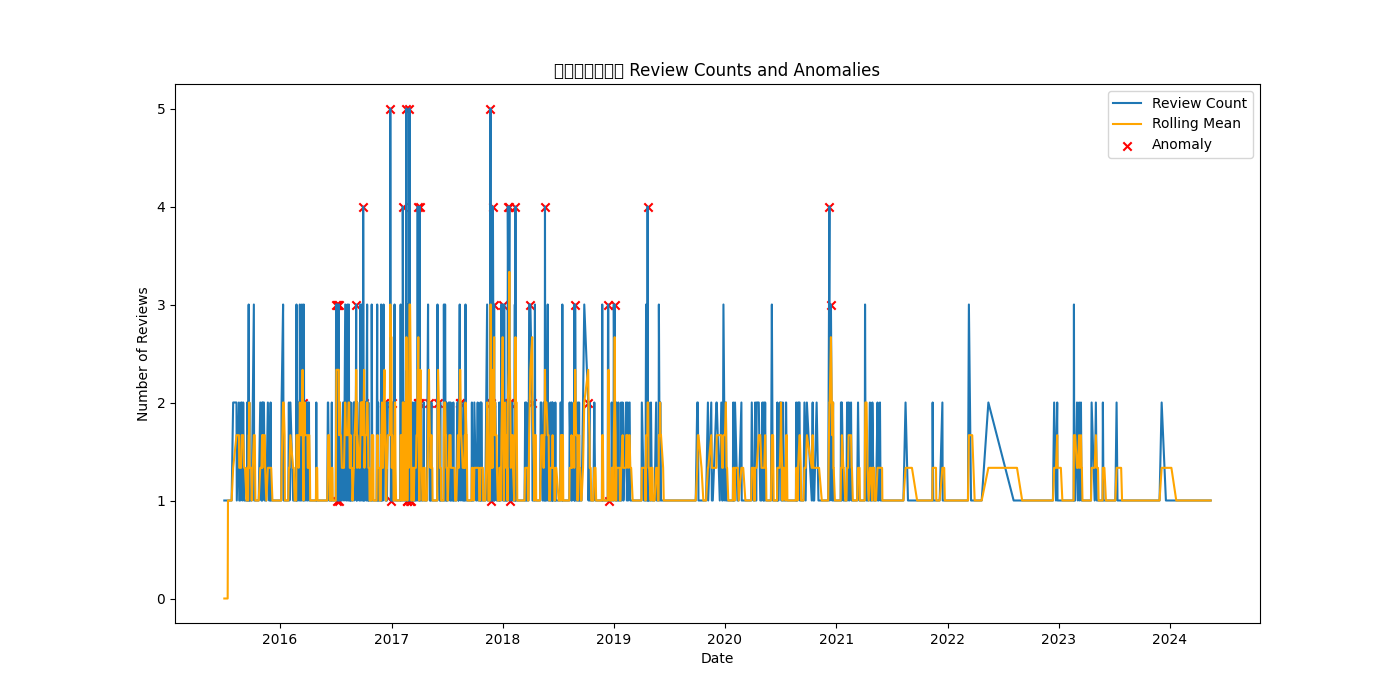 Review Counts and Anomalies
Review Count
Rolling Mean
Anomaly
Number of Reviews
5
4
3
2
1
0
2016 2017 2018 2019 2020 2021 2022 2023 2024
Date